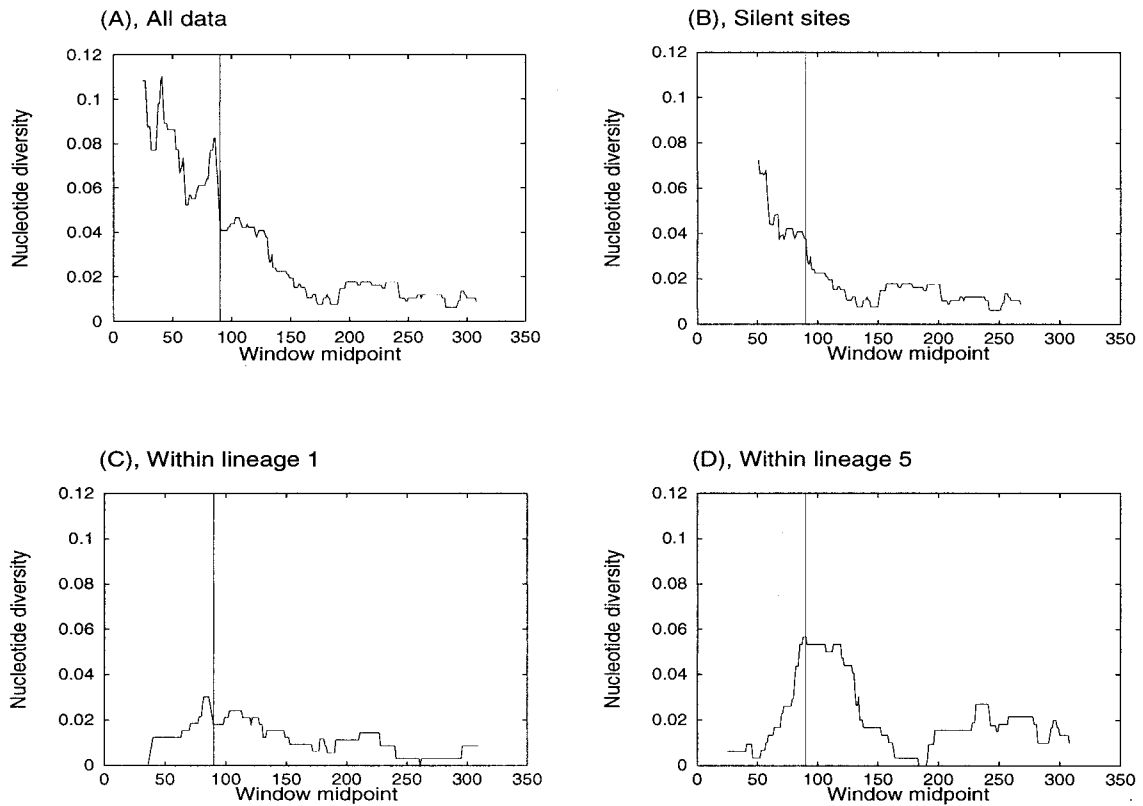 (A), All data
Nucleotide diversity
0.12
0.1
0.08
0.06
0.04
0.02
0
0 50 100 150 200 250 300 350
Window midpoint
(B), Silent sites
Nucleotide diversity
0.12
0.1
0.08
0.06
0.04
0.02
0
0 50 100 150 200 250 300 350
Window midpoint
(C), Within lineage 1
Nucleotide diversity
0.12
0.1
0.08
0.06
0.04
0.02
0
0 50 100 150 200 250 300 350
Window midpoint
(D), Within lineage 5
Nucleotide diversity
0.12
0.1
0.08
0.06
0.04
0.02
0
0 50 100 150 200 250 300 350
Window midpoint